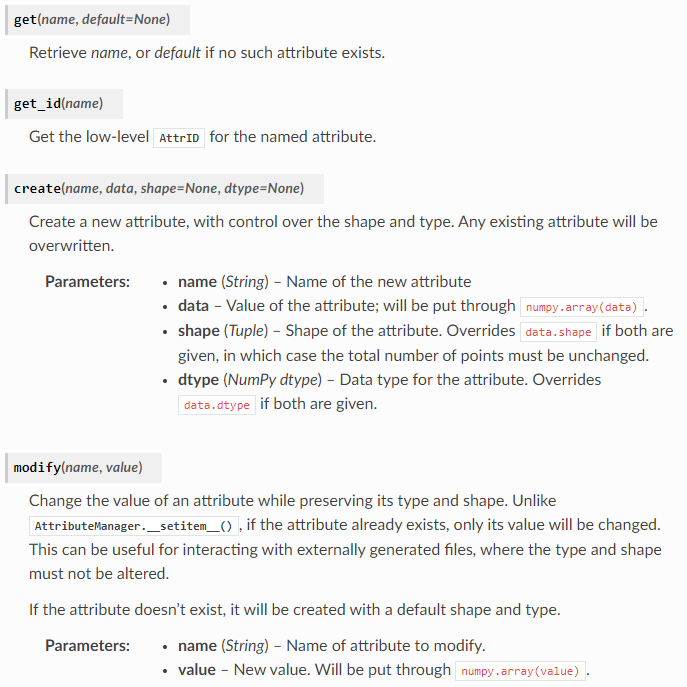 get(name, default=None)
Retrieve name, or default if no such attribute exists.
get_id(name)
Get the low-level AttrID for the named attribute.
create(name, data, shape=None, dtype=None)
Create a new attribute, with control over the shape and type. Any existing attribute will be
overwritten.
Parameters: • name (String) – Name of the new attribute
• data – Value of the attribute; will be put through numpy.array(data) .
• shape (Tuple) – Shape of the attribute. Overrides data.shape if both are
given, in which case the total number of points must be unchanged.
• dtype (NumPy dtype) – Data type for the attribute. Overrides
data.dtype if both are given.
modify(name, value)
Change the value of an attribute while preserving its type and shape. Unlike
AttributeManager.__setitem__() , if the attribute already exists, only its value will be changed.
This can be useful for interacting with externally generated files, where the type and shape
must not be altered.
If the attribute doesn’t exist, it will be created with a default shape and type.
Parameters: • name (String) – Name of attribute to modify.
• value – New value. Will be put through numpy.array(value) .